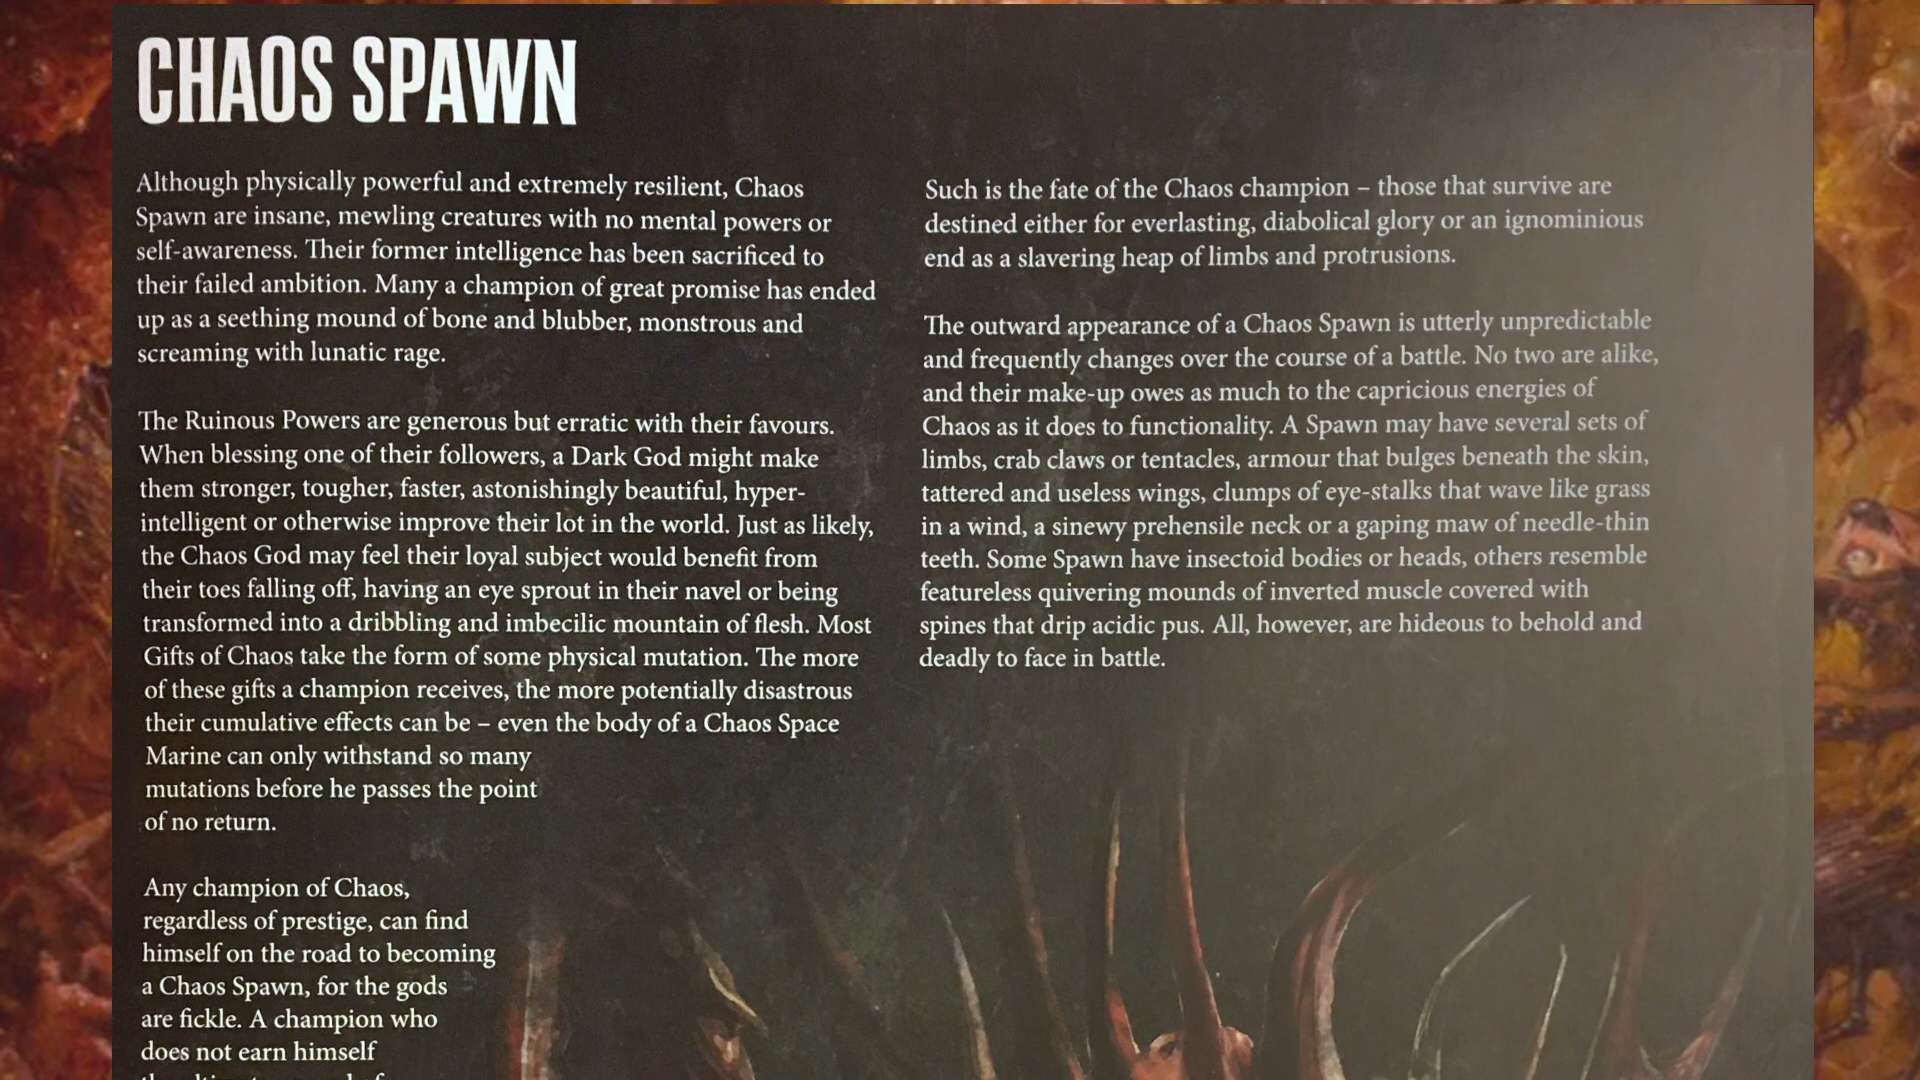 CHAOS SPAWN
Although physically powerful and extremely resilient, Chaos
Spawn are insane, mewling creatures with no mental powers or
self-awareness. Their former intelligence has been sacrificed to
their failed ambition. Many a champion of great promise has ended
up as a seething mound of bone and blubber, monstrous and
screaming with lunatic rage.
The Ruinous Powers are generous but erratic with their favours.
When blessing one of their followers, a Dark God might make
them stronger, tougher, faster, astonishingly beautiful, hyper-
intelligent or otherwise improve their lot in the world. Just as likely,
the Chaos God may feel their loyal subject would benefit from
their toes falling off, having an eye sprout in their navel or being
transformed into a dribbling and imbecilic mountain of flesh. Most
Gifts of Chaos take the form of some physical mutation. The more
of these gifts a champion receives, the more potentially disastrous
their cumulative effects can be – even the body of a Chaos Space
Marine can only withstand so many
mutations before he passes the point
of no return.
Any champion of Chaos,
regardless of prestige, can find
himself on the road to becoming
a Chaos Spawn, for the gods
are fickle. A champion who
does not earn himself
Such is the fate of the Chaos champion – those that survive are
destined either for everlasting, diabolical glory or an ignominious
end as a slavering heap of limbs and protrusions.
The outward appearance of a Chaos Spawn is utterly unpredictable
and frequently changes over the course of a battle. No two are alike,
and their make-up owes as much to the capricious energies of
Chaos as it does to functionality. A Spawn may have several sets of
limbs, crab claws or tentacles, armour that bulges beneath the skin,
tattered and useless wings, clumps of eye-stalks that wave like grass
in a wind, a sinewy prehensile neck or a gaping maw of needle-thin
teeth. Some Spawn have insectoid bodies or heads, others resemble
featureless quivering mounds of inverted muscle covered with
spines that drip acidic pus. All, however, are hideous to behold and
deadly to face in battle.